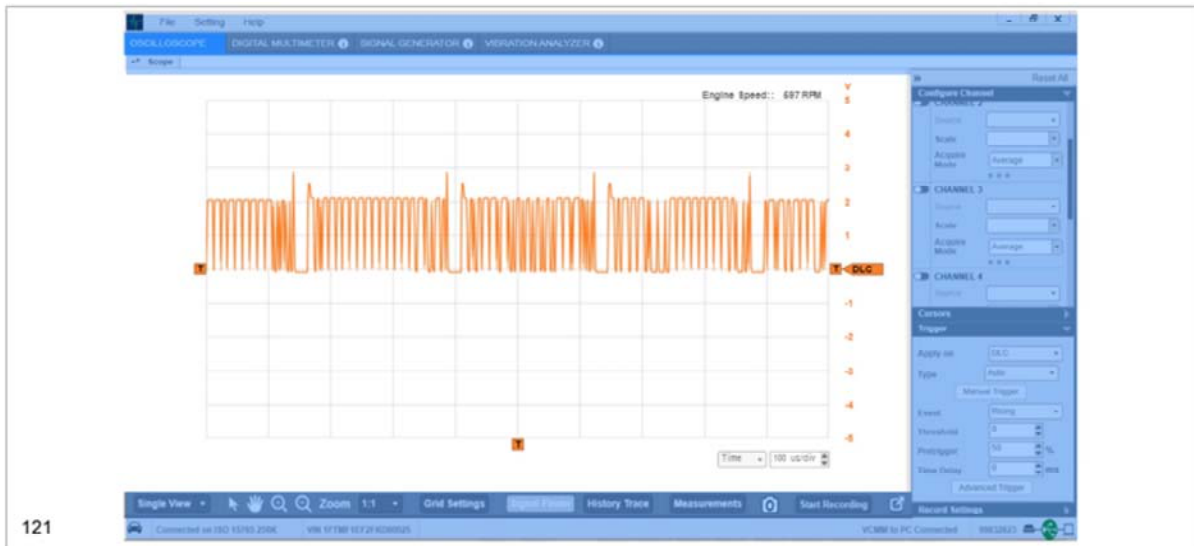 File Setting Help
OSCILLOSCOPE DIGITAL MULTIMETER SIGNAL GENERATOR VIBRATION ANALYZER
Scope
Reset All
Engine Speed:: 697 RPM
V
5
4
3
2
1
T T DLC
-1
-2
-3
-4
-5
T
Time 100 us/div
Configure Channel
CHANNEL 2
Source
Scale
Acquire Mode Average
CHANNEL 3
Source
Scale
Acquire Mode Average
CHANNEL 4
Source
Cursors
Trigger
Apply on DLC
Type Auto
Manual Trigger
Event Rising
Threshold 0
Pretrigger 50 %
Time Delay 0 ms
Advanced Trigger
Record Settings
Single View Zoom 1:1 Grid Settings History Trace Measurements Start Recording
Connected on ISO 15765 VIN VCMM to PC Connected
121